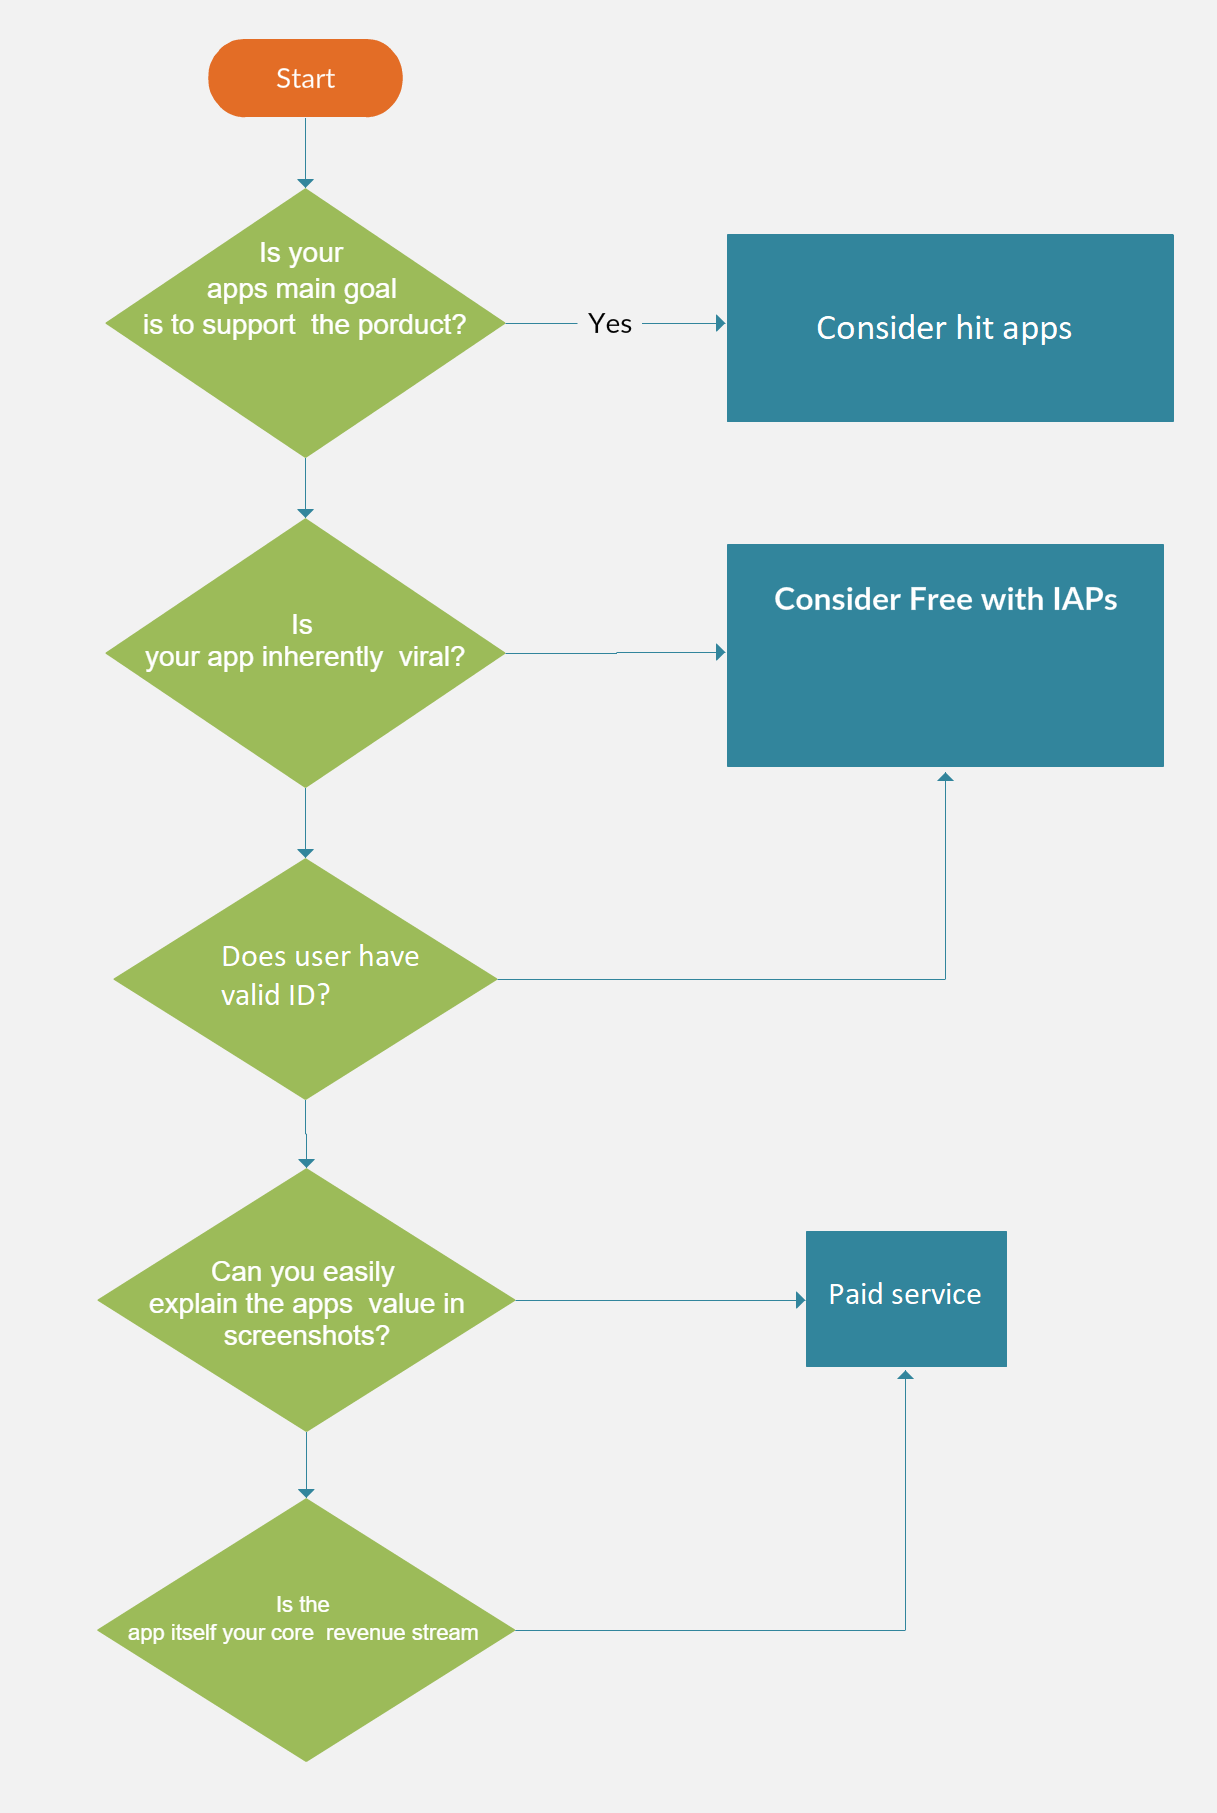 Start
Is your
apps main goal
is to support  the porduct?
Yes
Consider hit apps
Is
your app inherently  viral?
Consider Free with IAPs
Does user have
valid ID?
Can you easily
explain the apps  value in
screenshots?
Paid service
Is the
app itself your core  revenue stream